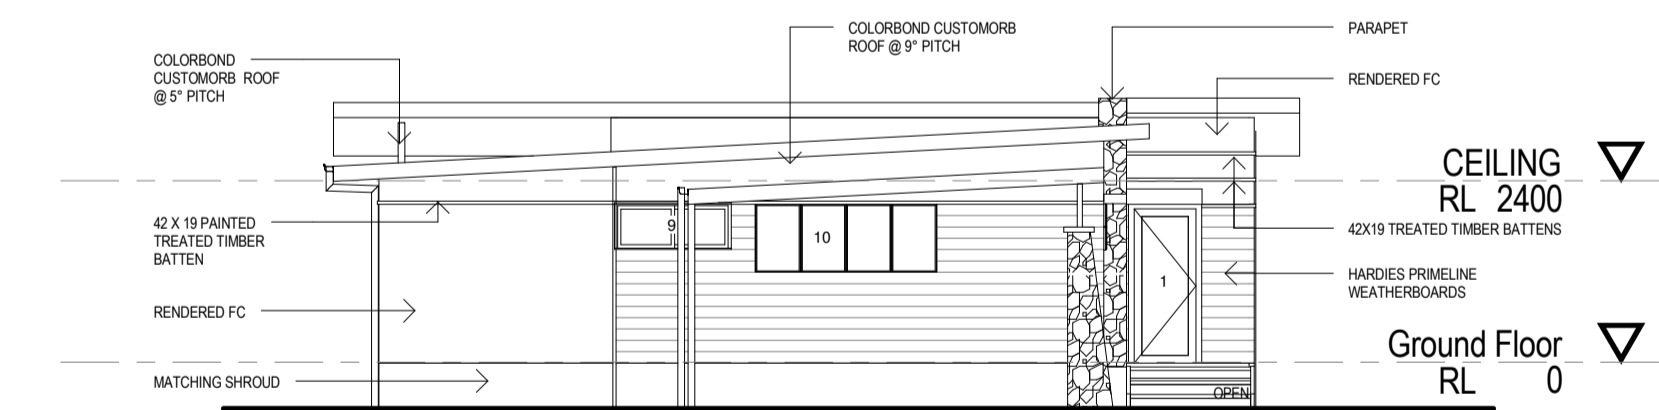 COLORBOND
CUSTOMORB ROOF
@ 5° PITCH
COLORBOND CUSTOMORB
ROOF @ 9° PITCH
PARAPET
RENDERED FC
CEILING
RL 2400
42X19 TREATED TIMBER BATTENS
HARDIES PRIMELINE
WEATHERBOARDS
42 X 19 PAINTED
TREATED TIMBER
BATTEN
RENDERED FC
MATCHING SHROUD
9
10
1
OPEN
Ground Floor
RL 0